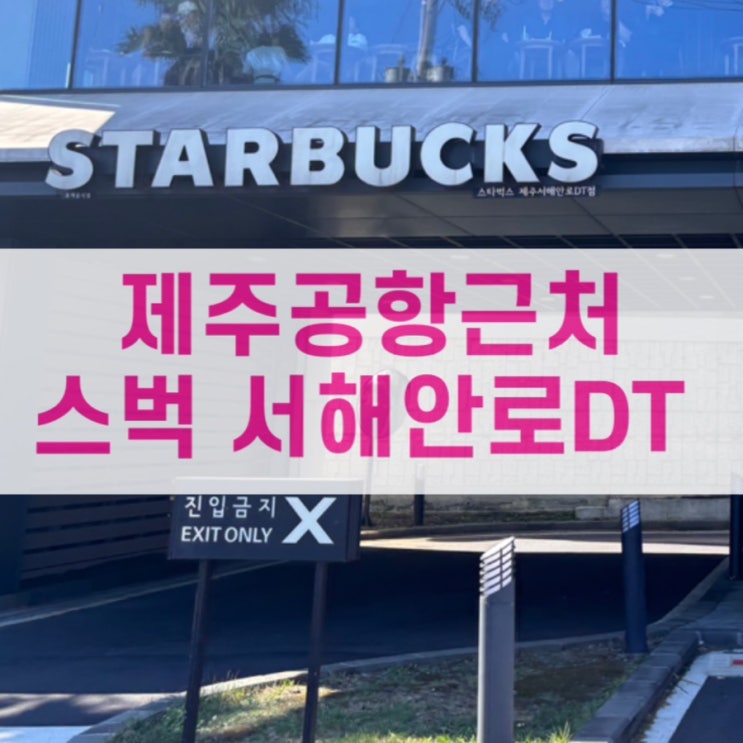 STARBUCKS
스타벅스 제주서해안로DT점
제주공항근처
스벅 서해안로DT
진입금지 X
EXIT ONLY